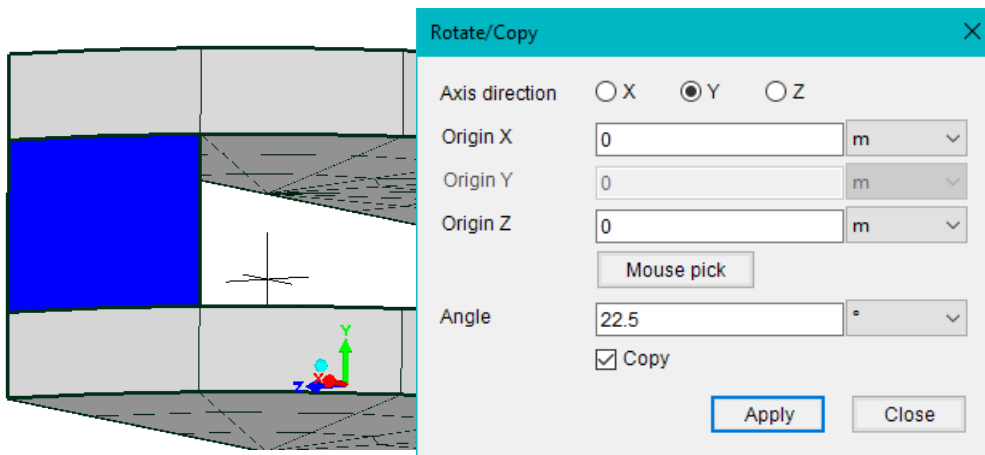 Rotate/Copy
Axis direction X Y Z
Origin X 0 m
Origin Y 0 m
Origin Z 0 m
Mouse pick
Angle 22.5 °
Copy
Apply Close
Y
X
Z